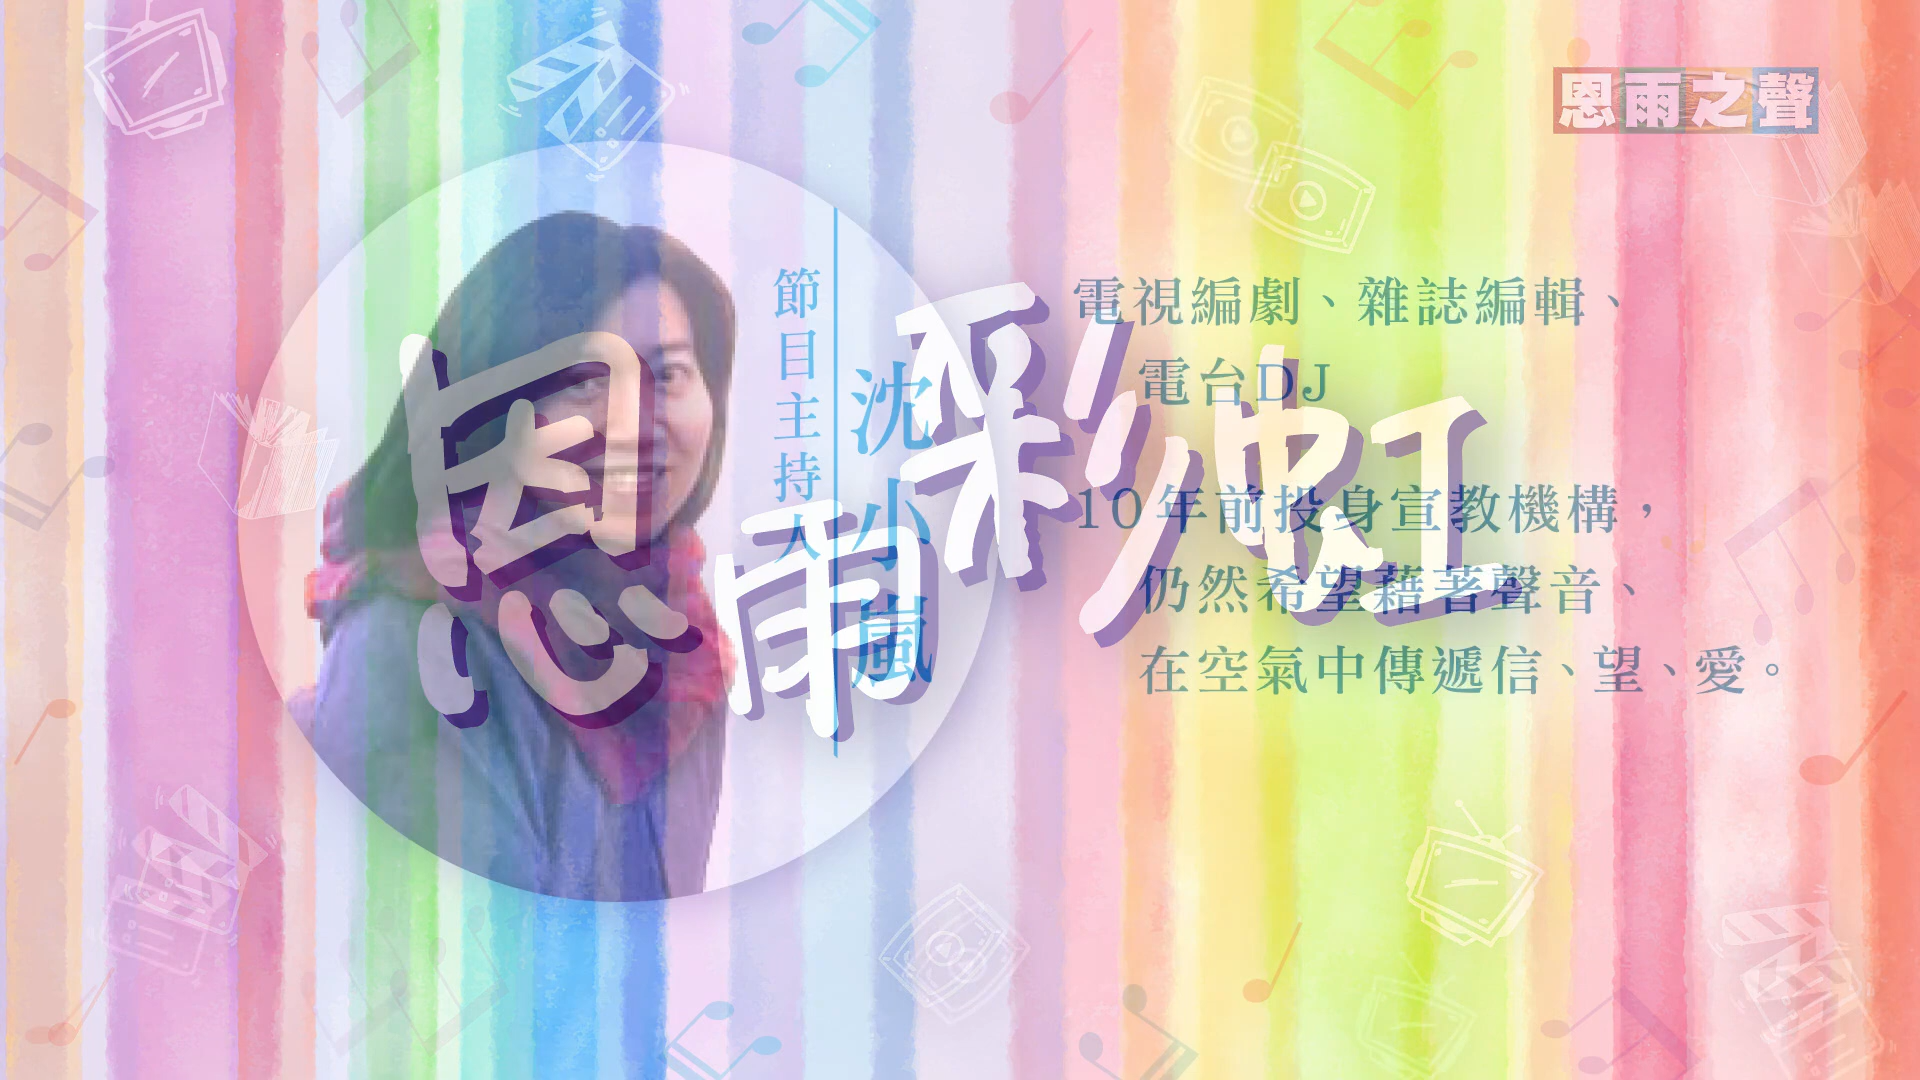 恩雨之聲
恩雨彩虹
節目主持人
沈小嵐
電視編劇、雜誌編輯、
電台DJ
10年前投身宣教機構，
仍然希望藉著聲音、
在空氣中傳遞信、望、愛。